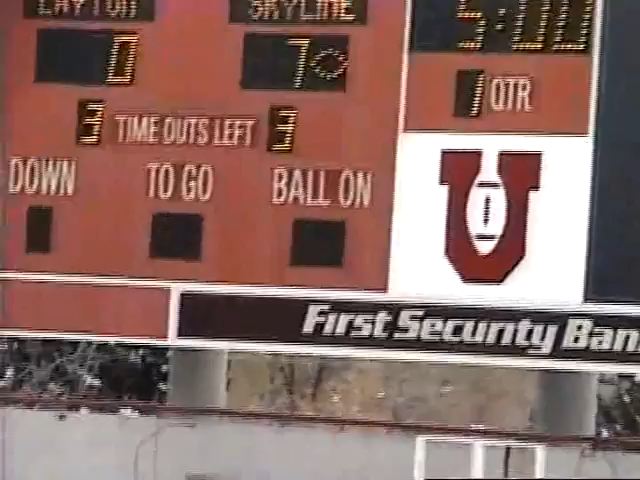 LAYTON SKYLINE 5:00
0 7
1 QTR
3 TIME OUTS LEFT 3
DOWN TO GO BALL ON
U
First Security Ban